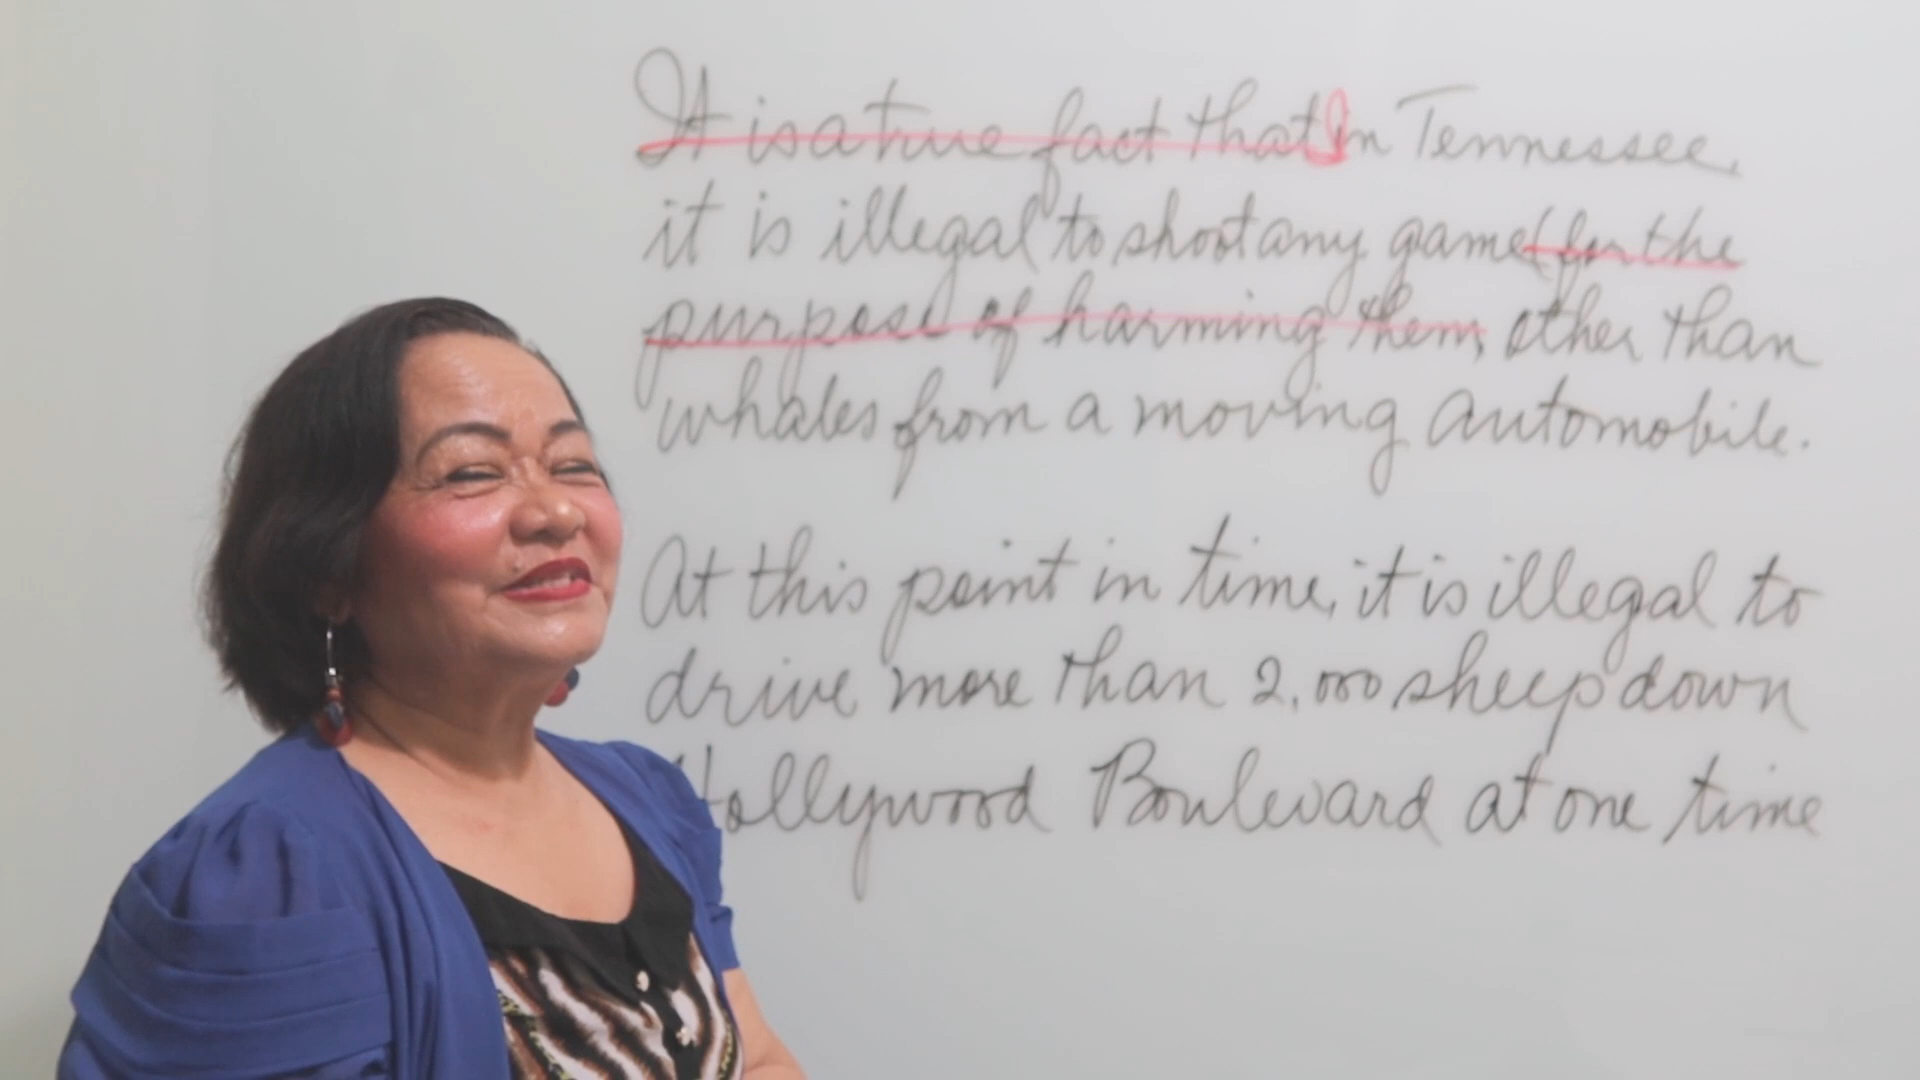 It is a true fact that In Tennessee,
it is illegal to shoot any game, for the
purpose of harming them, other than
whales from a moving automobile.
At this point in time, it is illegal to
drive more than 2,000 sheep down
Hollywood Boulevard at one time